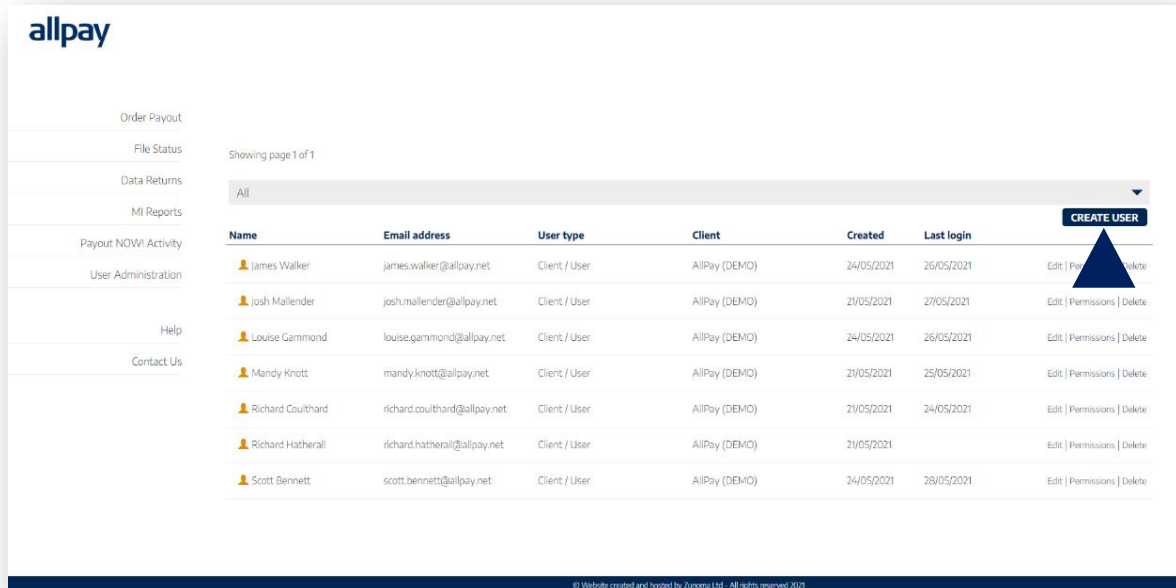 allpay
Order Payout
File Status
Data Returns
MI Reports
Payout NOW! Activity
User Administration
Help
Contact Us
Showing page 1 of 1
All
CREATE USER
Name Email address User type Client Created Last login
James Walker james.walker@allpay.net Client / User AllPay (DEMO) 24/05/2021 26/05/2021 Edit | Delete
Josh Mallender josh.mallender@allpay.net Client / User AllPay (DEMO) 21/05/2021 27/05/2021 Edit | Permissions | Delete
Louise Gammond louise.gammond@allpay.net Client / User AllPay (DEMO) 24/05/2021 26/05/2021 Edit | Permissions | Delete
Mandy Knott mandy.knott@allpay.net Client / User AllPay (DEMO) 21/05/2021 25/05/2021 Edit | Permissions | Delete
Richard Coulthard richard.coulthard@allpay.net Client / User AllPay (DEMO) 21/05/2021 24/05/2021 Edit | Permissions | Delete
Richard Hatherall richard.hatherall@allpay.net Client / User AllPay (DEMO) 21/05/2021 Edit | Permissions | Delete
Scott Bennett scott.bennett@allpay.net Client / User AllPay (DEMO) 24/05/2021 28/05/2021 Edit | Permissions | Delete
© Website created and hosted by Zunoma Ltd - All rights reserved 2021